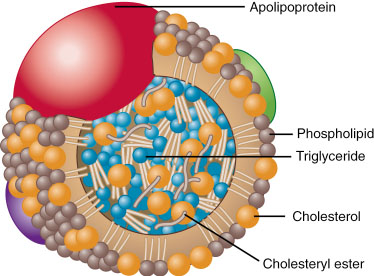 Apolipoprotein
Phospholipid
Triglyceride
Cholesterol
Cholesteryl ester